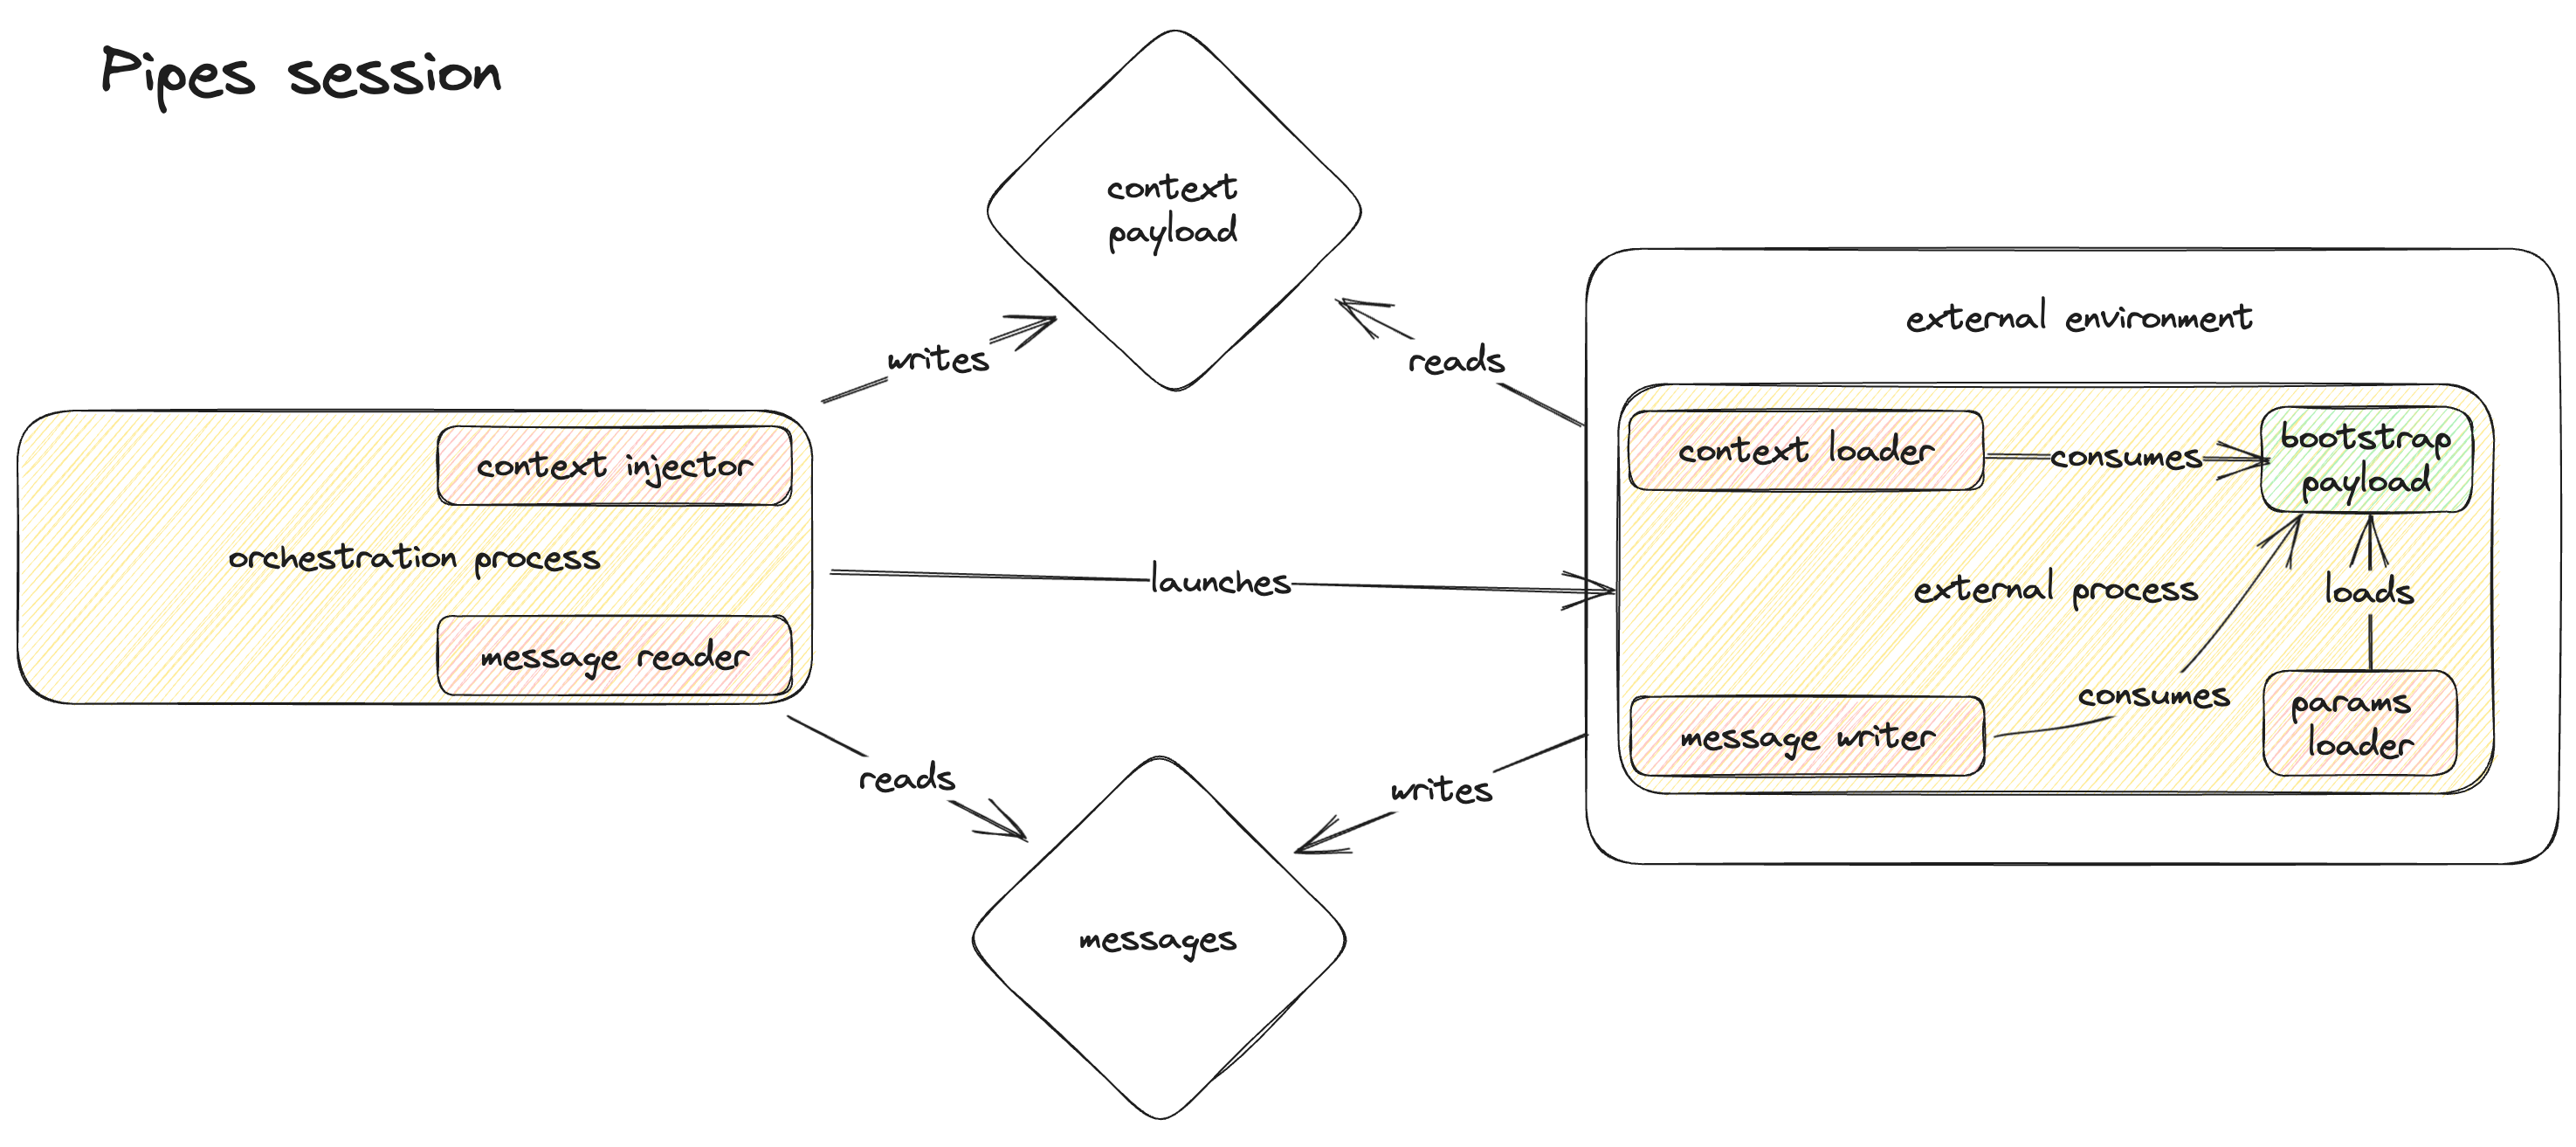 Pipes session
context
payload
writes
reads
external environment
context injector
orchestration process
message reader
launches
context loader
consumes
bootstrap
payload
external process
loads
message writer
consumes
params
loader
reads
writes
messages